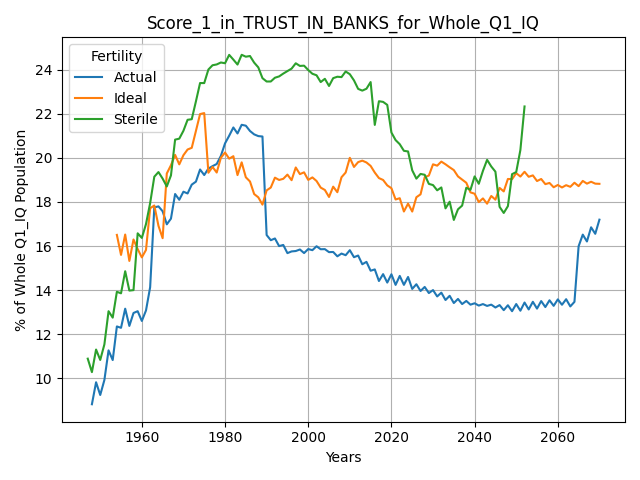 Score_1_in_TRUST_IN_BANKS_for_Whole_Q1_IQ
Fertility
Actual
Ideal
Sterile
% of Whole Q1_IQ Population
24
22
20
18
16
14
12
10
1960
1980
2000
2020
2040
2060
Years